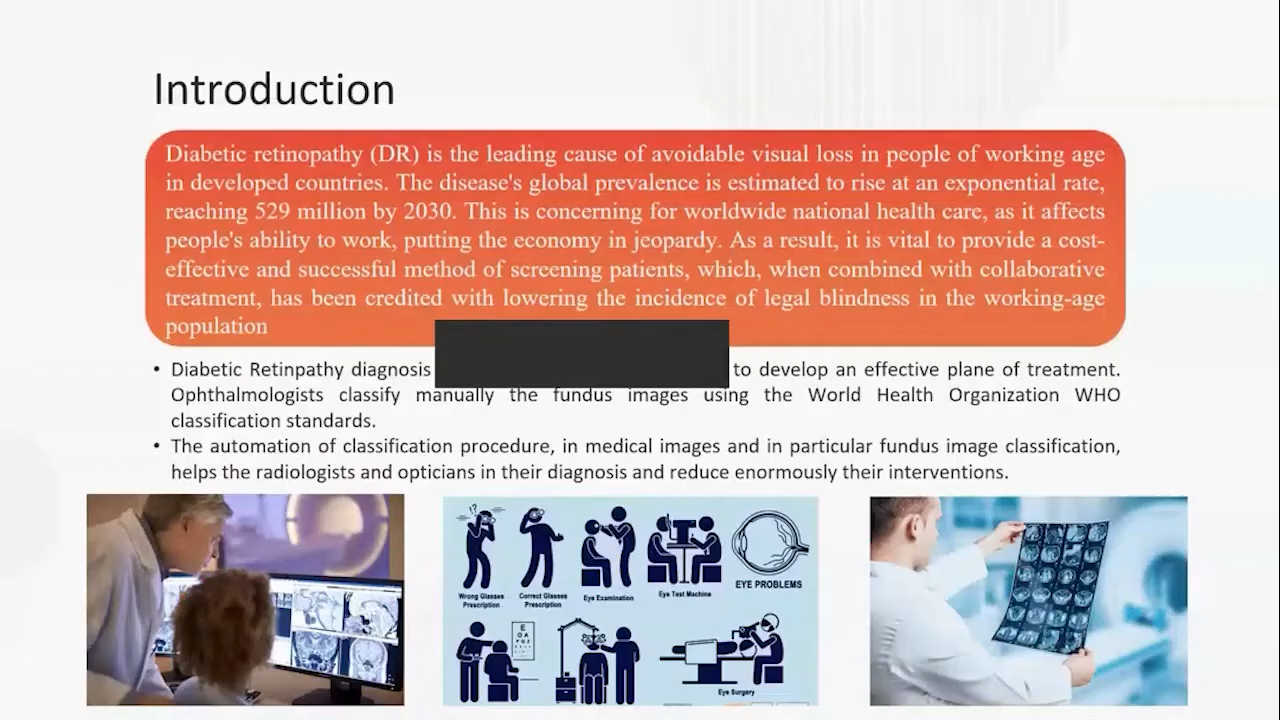 Introduction
Diabetic retinopathy (DR) is the leading cause of avoidable visual loss in people of working age
in developed countries. The disease's global prevalence is estimated to rise at an exponential rate,
reaching 529 million by 2030. This is concerning for worldwide national health care, as it affects
people's ability to work, putting the economy in jeopardy. As a result, it is vital to provide a cost-
effective and successful method of screening patients, which, when combined with collaborative
treatment, has been credited with lowering the incidence of legal blindness in the working-age
population
• Diabetic Retinpathy diagnosis to develop an effective plane of treatment.
Ophthalmologists classify manually the fundus images using the World Health Organization WHO
classification standards.
• The automation of classification procedure, in medical images and in particular fundus image classification,
helps the radiologists and opticians in their diagnosis and reduce enormously their interventions.
Wrong Glasses
Prescription
Correct Glasses
Prescription
Eye Examination
Eye Test Machine
EYE PROBLEMS
E
Eye Surgery